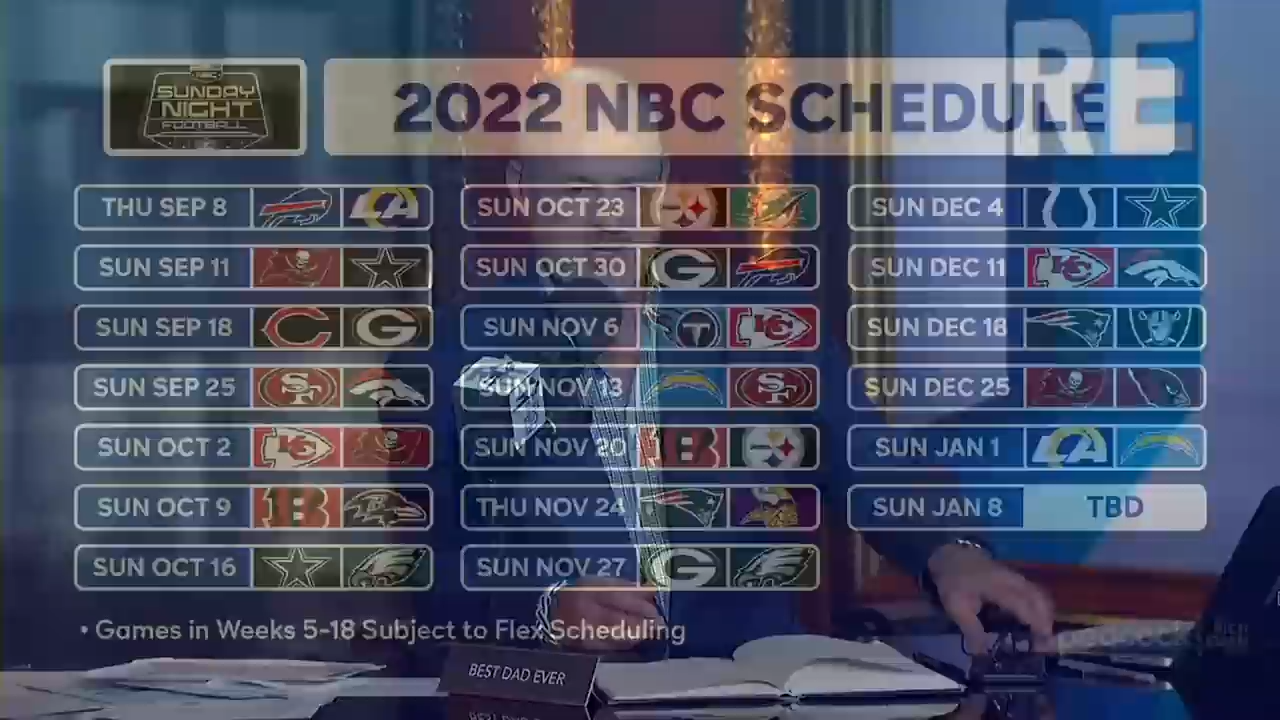 SUNDAY
NIGHT
FOOTBALL
2022 NBC SCHEDULE
RE
THU SEP 8
SUN SEP 11
SUN SEP 18
SUN SEP 25
SUN OCT 2
SUN OCT 9
SUN OCT 16
SUN OCT 23
SUN OCT 30
SUN NOV 6
SUN NOV 13
SUN NOV 20
THU NOV 24
SUN NOV 27
SUN DEC 4
SUN DEC 11
SUN DEC 18
SUN DEC 25
SUN JAN 1
SUN JAN 8 TBD
• Games in Weeks 5-18 Subject to Flex Scheduling
BEST DAD EVER